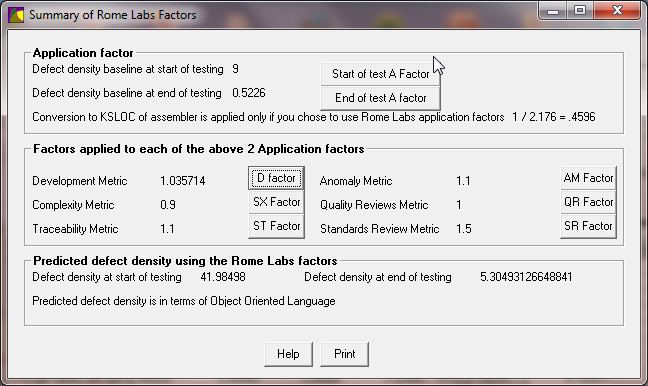 Summary of Rome Labs Factors
Application factor
Defect density baseline at start of testing 9 Start of test A Factor
Defect density baseline at end of testing 0.5226 End of test A factor
Conversion to KSLOC of assembler is applied only if you chose to use Rome Labs application factors 1 / 2.176 = .4596
Factors applied to each of the above 2 Application factors
Development Metric 1.035714 D factor Anomaly Metric 1.1 AM Factor
Complexity Metric 0.9 SX Factor Quality Reviews Metric 1 QR Factor
Traceability Metric 1.1 ST Factor Standards Review Metric 1.5 SR Factor
Predicted defect density using the Rome Labs factors
Defect density at start of testing 41.98498 Defect density at end of testing 5.30493126648841
Predicted defect density is in terms of Object Oriented Language
Help Print